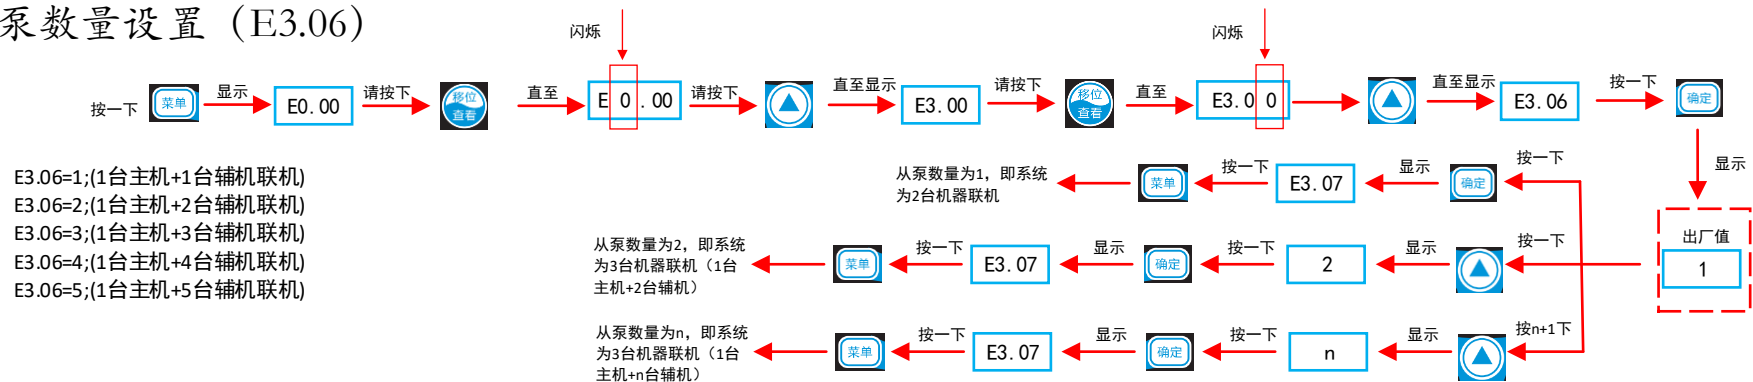 泵数量设置（E3.06）
闪烁
闪烁
按一下
菜单
显示
E0.00
请按下
移位
查看
直至
E 0 .00
请按下
直至显示
E3.00
请按下
移位
查看
直至
E3.0 0
直至显示
E3.06
按一下
确定
显示
出厂值
1
E3.06=1;(1台主机+1台辅机联机)
E3.06=2;(1台主机+2台辅机联机)
E3.06=3;(1台主机+3台辅机联机)
E3.06=4;(1台主机+4台辅机联机)
E3.06=5;(1台主机+5台辅机联机)
从泵数量为1，即系统
为2台机器联机
菜单
按一下
E3.07
显示
确定
按一下
从泵数量为2，即系统
为3台机器联机（1台
主机+2台辅机）
菜单
按一下
E3.07
显示
确定
按一下
2
显示
按一下
从泵数量为n，即系统
为3台机器联机（1台
主机+n台辅机）
菜单
按一下
E3.07
显示
确定
按一下
n
显示
按n+1下